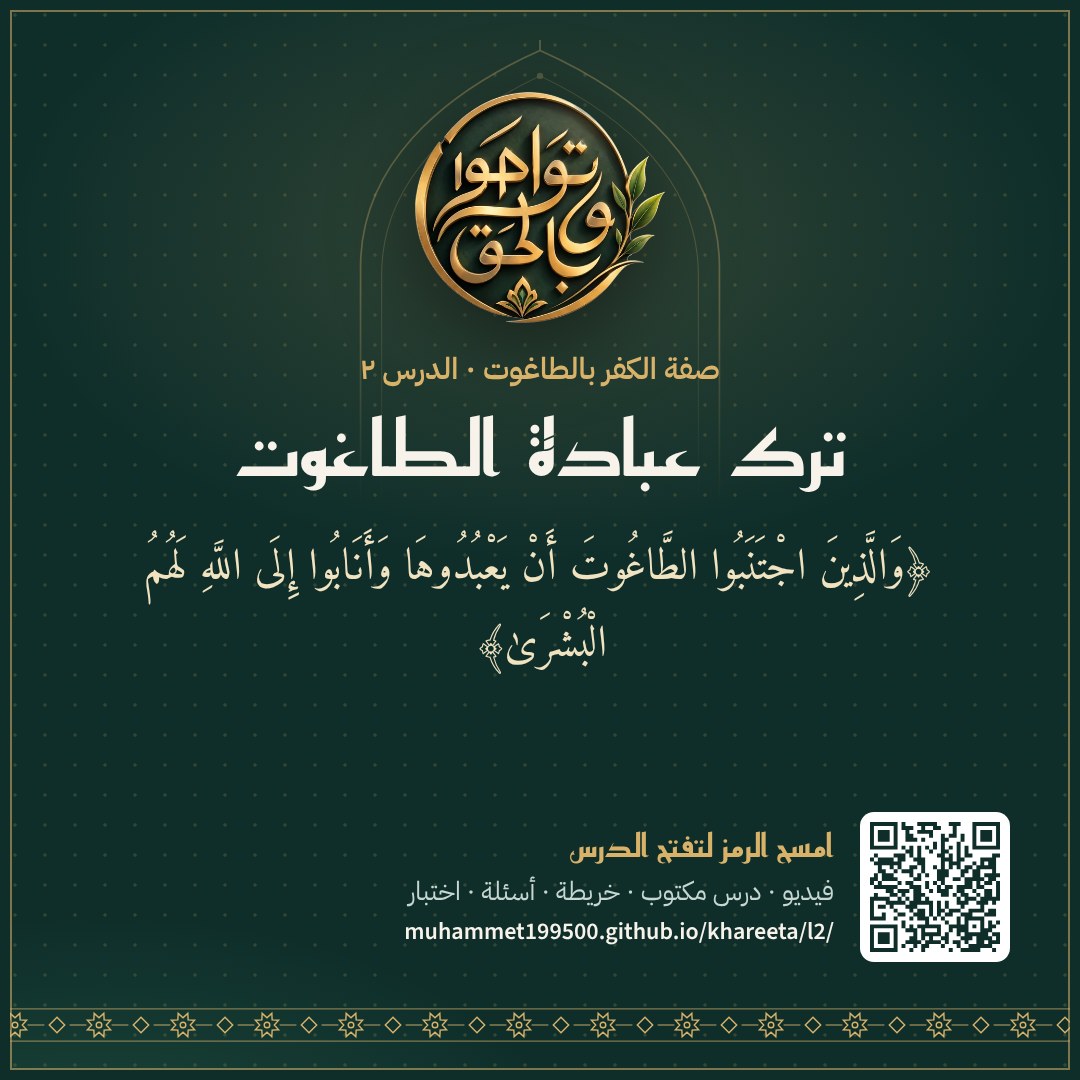 وتواصوا بالحق
صفة الكفر بالطاغوت · الدرس ٢
ترك عبادة الطاغوت
﴿وَالَّذِينَ اجْتَنَبُوا الطَّاغُوتَ أَنْ يَعْبُدُوهَا وَأَنَابُوا إِلَى اللَّهِ لَهُمُ
الْبُشْرَىٰ﴾
امسح الرمز لتفتح الدرس
فيديو · درس مكتوب · خريطة · أسئلة · اختبار
muhammet199500.github.io/khareeta/l2/